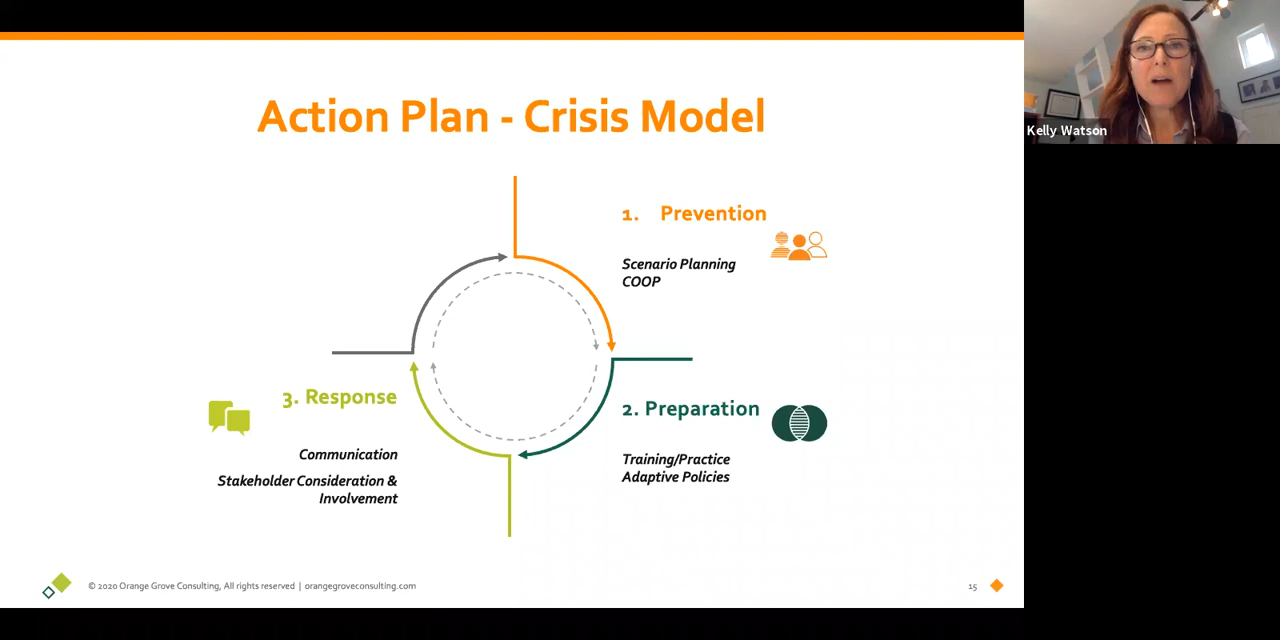 Action Plan - Crisis Model
Kelly Watson
1. Prevention
Scenario Planning
COOP
2. Preparation
Training/Practice
Adaptive Policies
3. Response
Communication
Stakeholder Consideration &
Involvement
© 2020 Orange Grove Consulting, All rights reserved | orangegroveconsulting.com
15